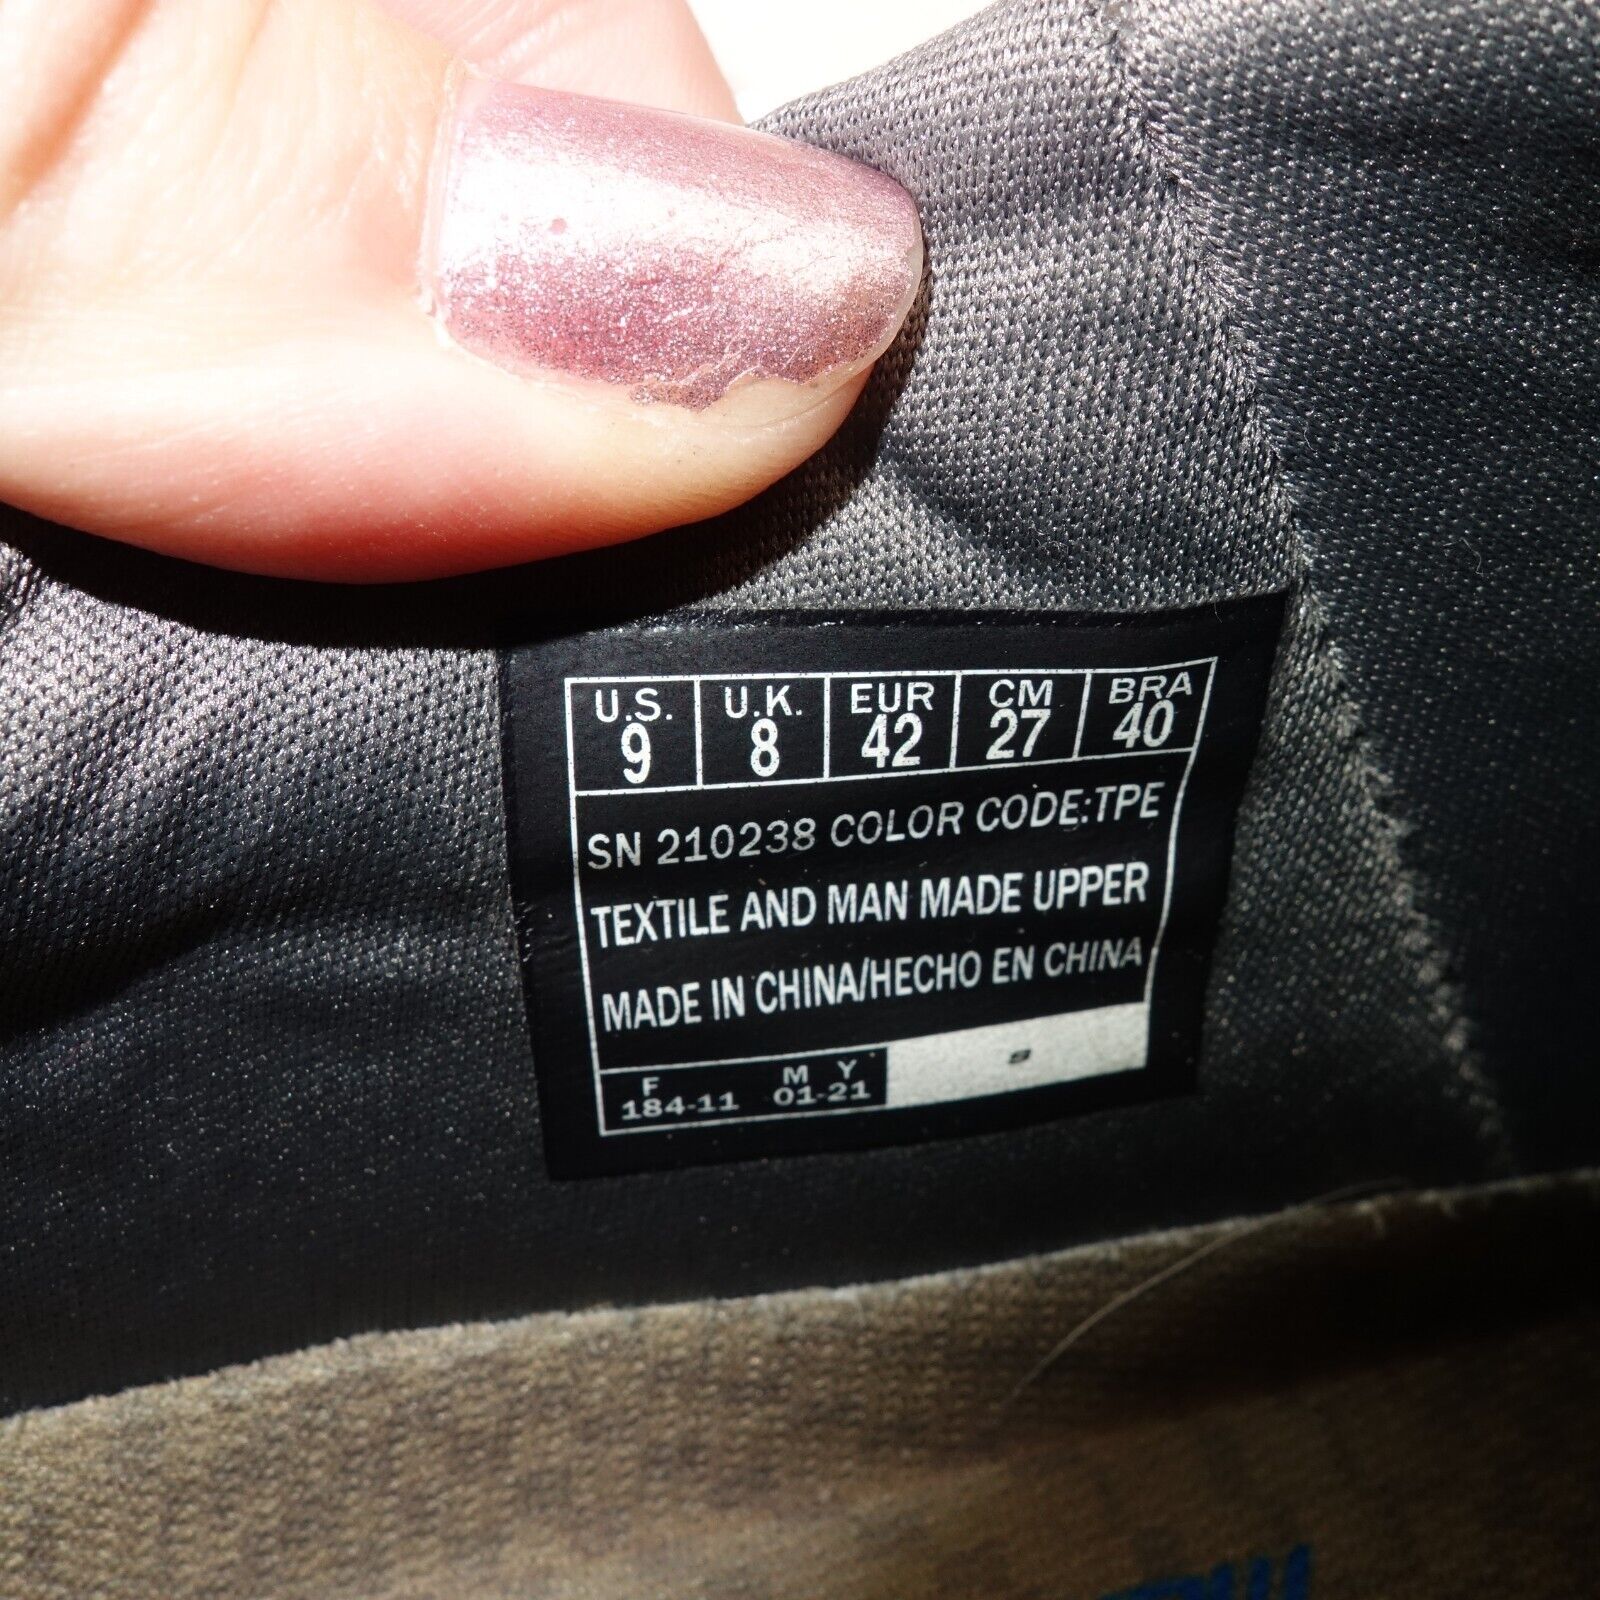 U.S. U.K. EUR CM BRA
9 8 42 27 40
SN 210238 COLOR CODE:TPE
TEXTILE AND MAN MADE UPPER
MADE IN CHINA/HECHO EN CHINA
F M Y
184-11 01-21